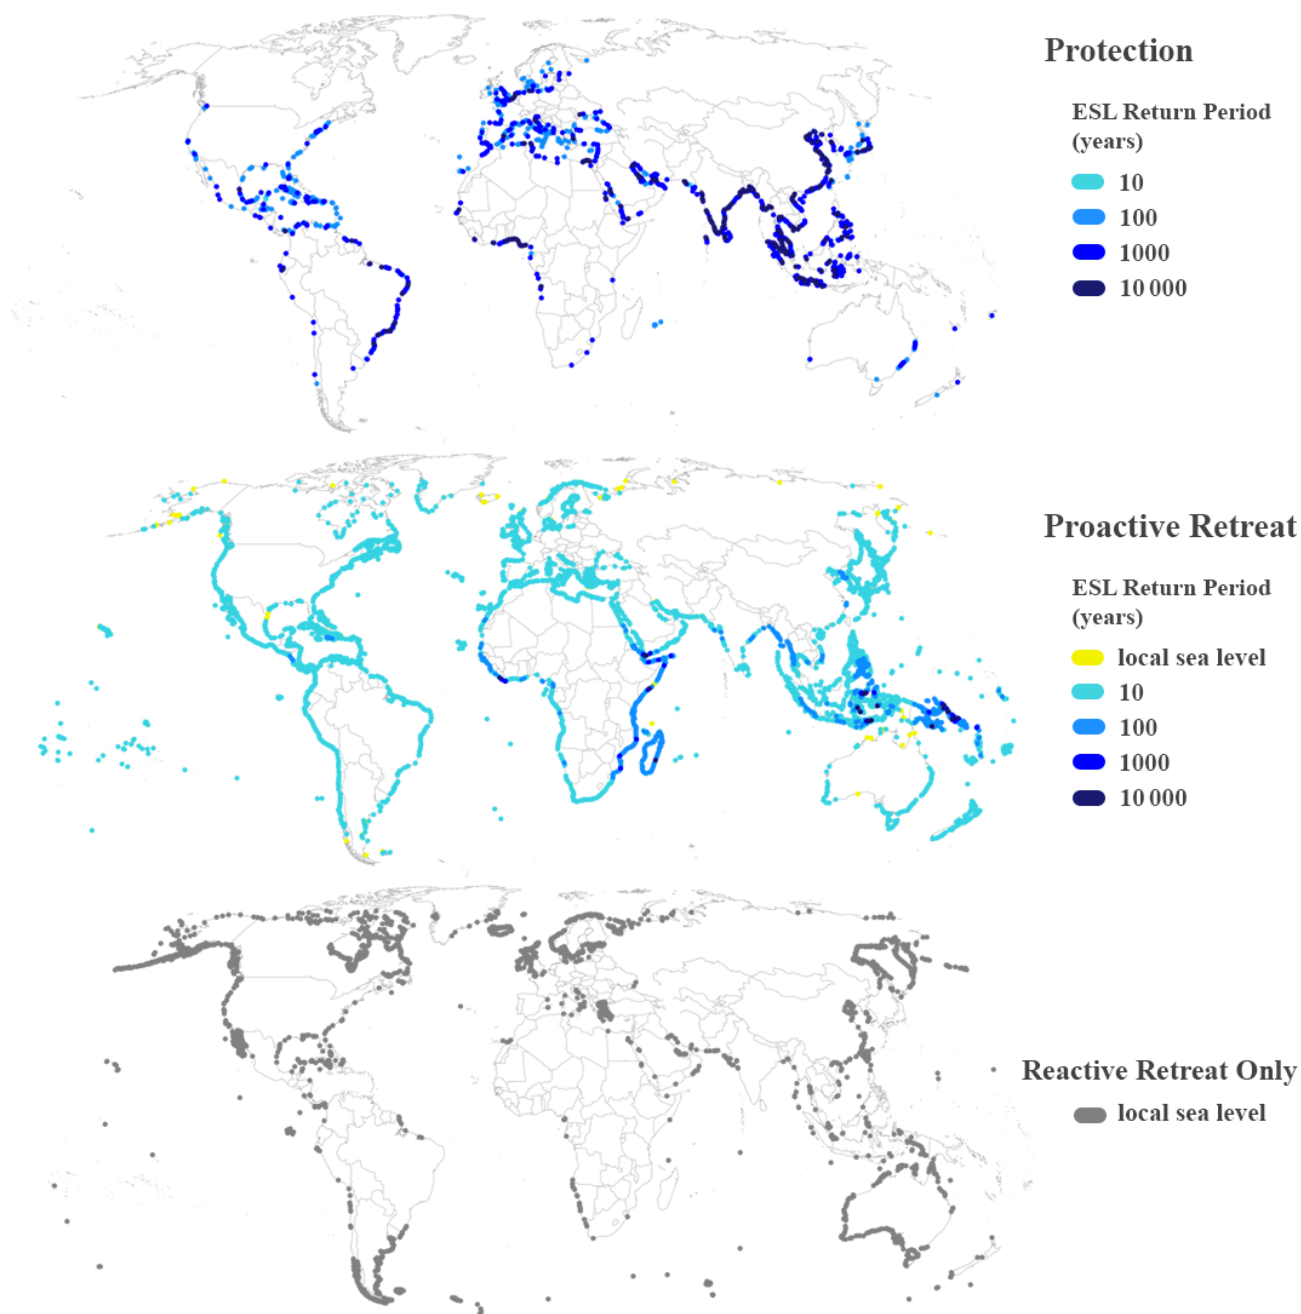 Protection
ESL Return Period
(years)
10
100
1000
10 000
Proactive Retreat
ESL Return Period
(years)
local sea level
10
100
1000
10 000
Reactive Retreat Only
local sea level